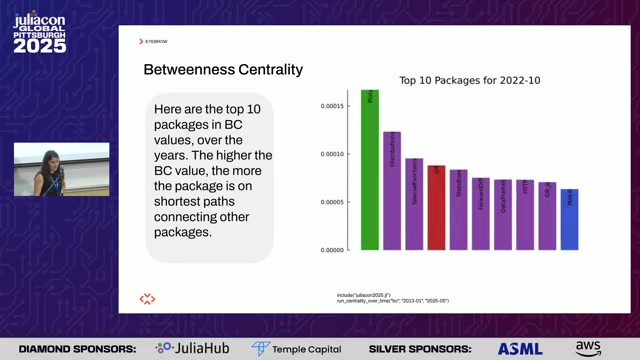 juliacon
GLOBAL
PITTSBURGH
2025
EYEBROW
Betweenness Centrality
Here are the top 10
packages in BC
values, over the
years. The higher the
BC value, the more
the package is on
shortest paths
connecting other
packages.
Top 10 Packages for 2022-10
0.00015
0.00010
0.00005
0.00000
Plots
Distributions
SpecialFunctions
GR
StatsBase
ForwardDiff
DataFrames
HTTP
GR_jll
Makie
include("juliacon2025.jl")
run_centrality_over_time("bc", "2013-01", "2025-05")
DIAMOND SPONSORS:
JuliaHub
Temple Capital
SILVER SPONSORS:
ASML
aws